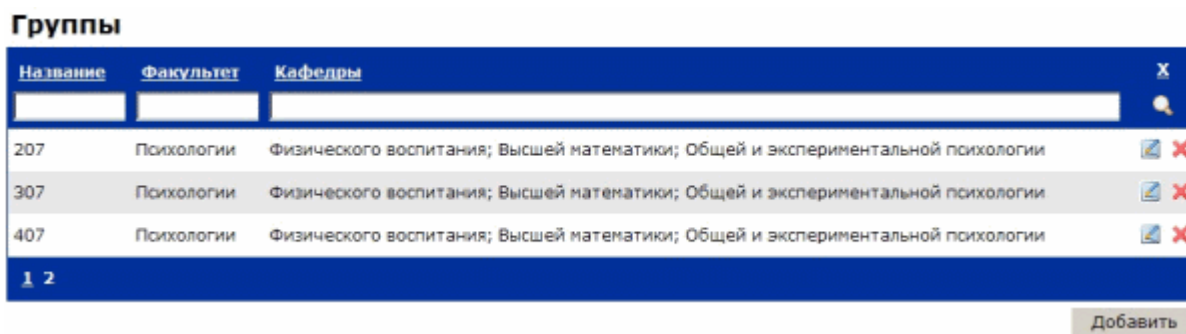 Группы
Название Факультет Кафедры X
207 Психологии Физического воспитания; Высшей математики; Общей и экспериментальной психологии
307 Психологии Физического воспитания; Высшей математики; Общей и экспериментальной психологии
407 Психологии Физического воспитания; Высшей математики; Общей и экспериментальной психологии
1 2
Добавить